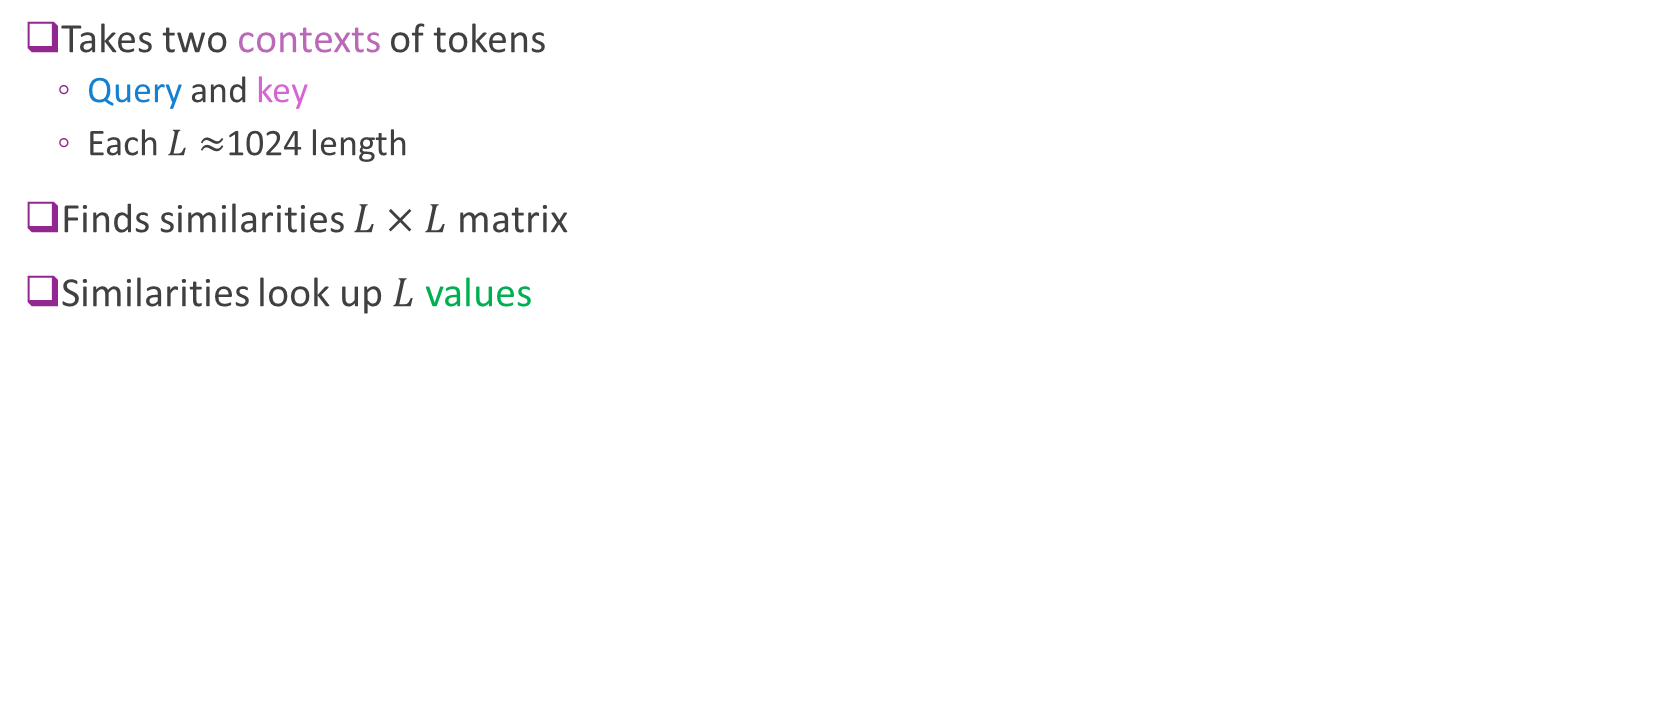 ❑Takes two contexts of tokens
◦ Query and key
◦ Each L ≈1024 length
❑Finds similarities L × L matrix
❑Similarities look up L values